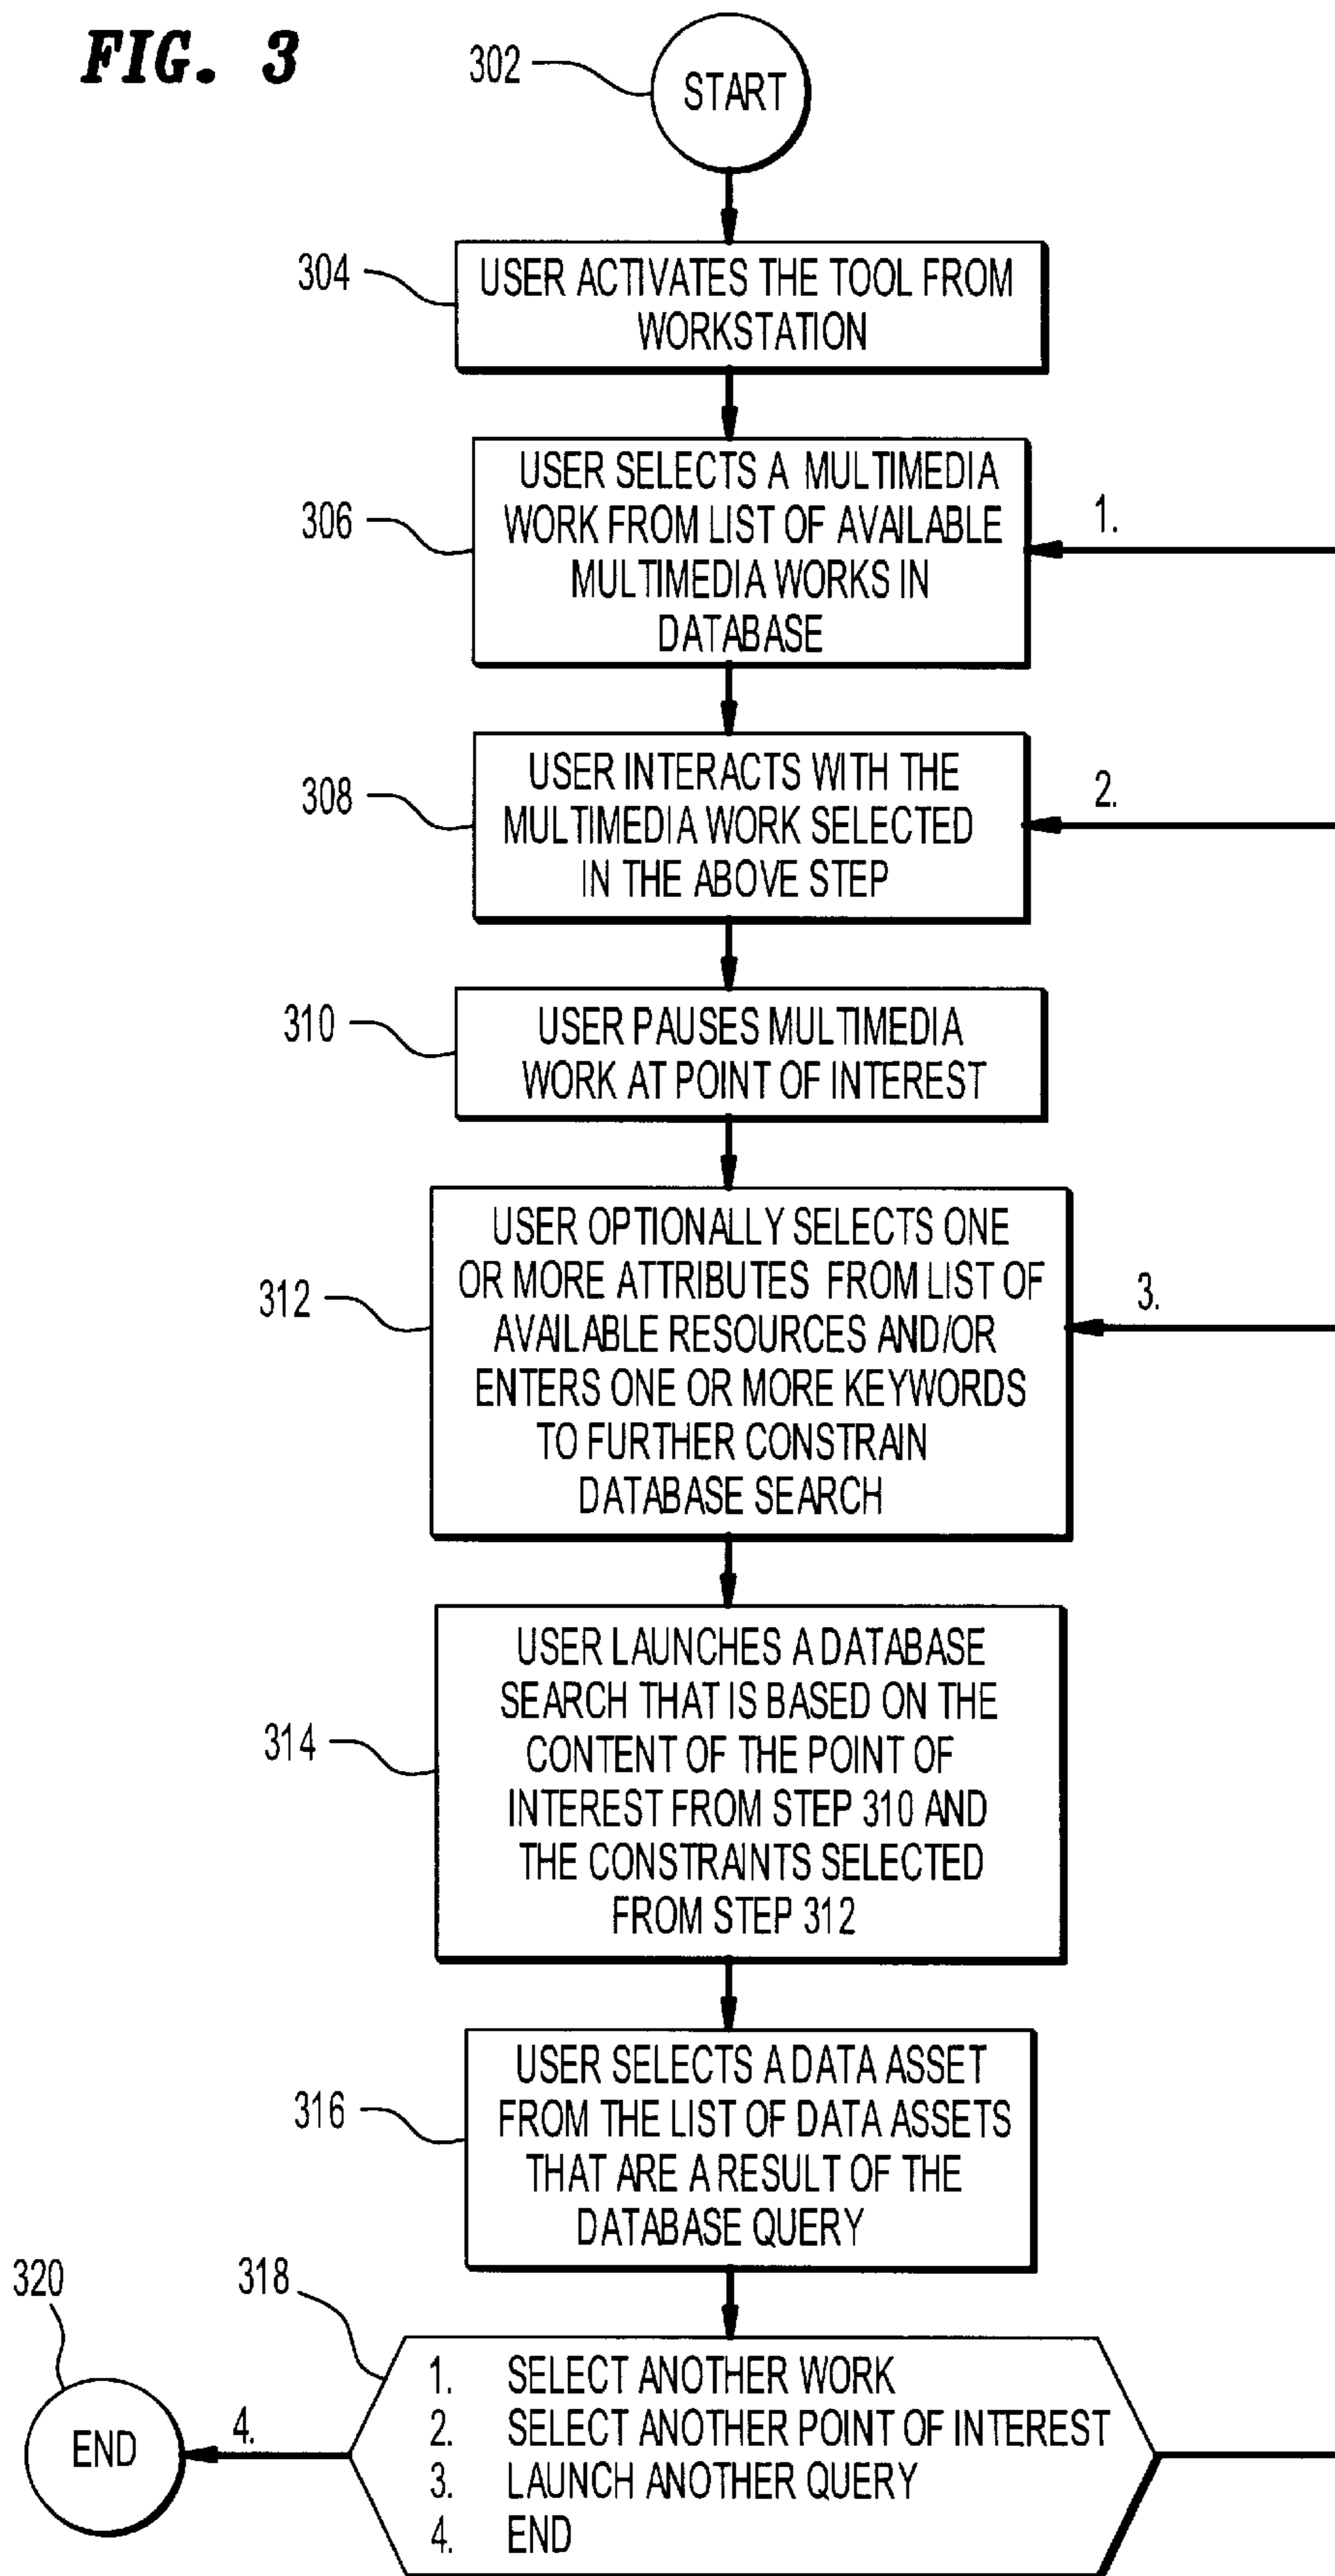 FIG. 3
302
START
304
USER ACTIVATES THE TOOL FROM
WORKSTATION
306
USER SELECTS A MULTIMEDIA
WORK FROM LIST OF AVAILABLE
MULTIMEDIA WORKS IN
DATABASE
1.
308
USER INTERACTS WITH THE
MULTIMEDIA WORK SELECTED
IN THE ABOVE STEP
2.
310
USER PAUSES MULTIMEDIA
WORK AT POINT OF INTEREST
312
USER OPTIONALLY SELECTS ONE
OR MORE ATTRIBUTES FROM LIST OF
AVAILABLE RESOURCES AND/OR
ENTERS ONE OR MORE KEYWORDS
TO FURTHER CONSTRAIN
DATABASE SEARCH
3.
314
USER LAUNCHES A DATABASE
SEARCH THAT IS BASED ON THE
CONTENT OF THE POINT OF
INTEREST FROM STEP 310 AND
THE CONSTRAINTS SELECTED
FROM STEP 312
316
USER SELECTS A DATA ASSET
FROM THE LIST OF DATA ASSETS
THAT ARE A RESULT OF THE
DATABASE QUERY
320
318
END
4.
1. SELECT ANOTHER WORK
2. SELECT ANOTHER POINT OF INTEREST
3. LAUNCH ANOTHER QUERY
4. END